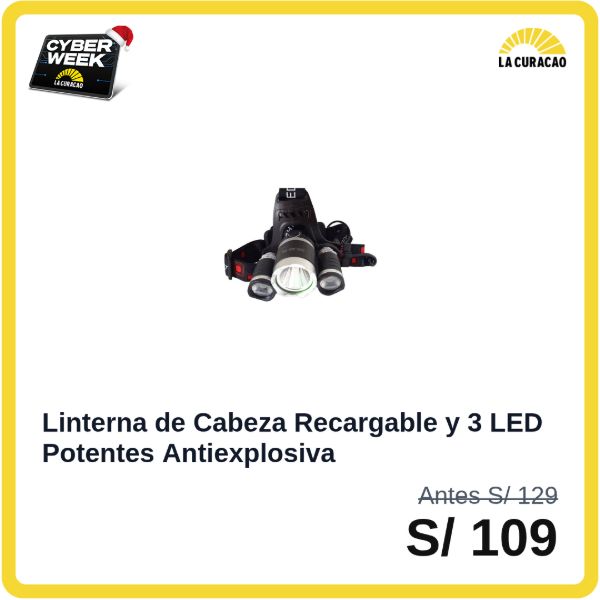 CYBER
WEEK
LA CURACAO
LA CURACAO
Linterna de Cabeza Recargable y 3 LED
Potentes Antiexplosiva
Antes S/ 129
S/ 109